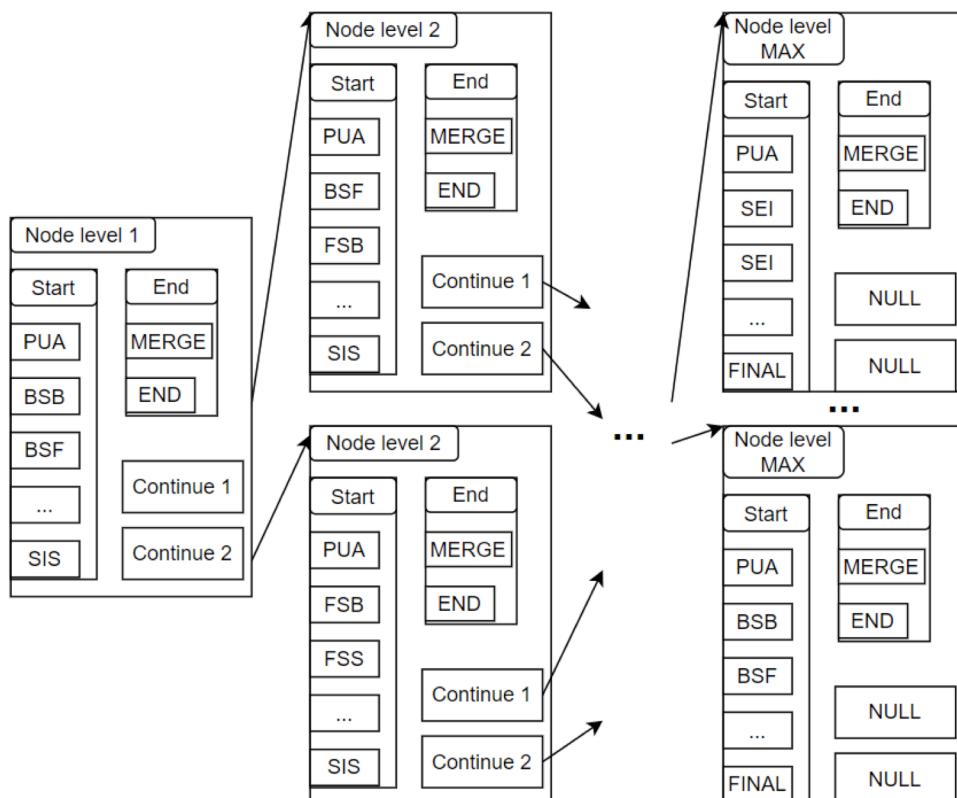 Node level 1
Start
PUA
BSB
BSF
...
SIS
End
MERGE
END
Continue 1
Continue 2
Node level 2
Start
PUA
BSF
FSB
...
SIS
End
MERGE
END
Continue 1
Continue 2
Node level 2
Start
PUA
FSB
FSS
...
SIS
End
MERGE
END
Continue 1
Continue 2
...
Node level
MAX
Start
PUA
SEI
SEI
...
FINAL
End
MERGE
END
NULL
NULL
...
Node level
MAX
Start
PUA
BSB
BSF
...
FINAL
End
MERGE
END
NULL
NULL